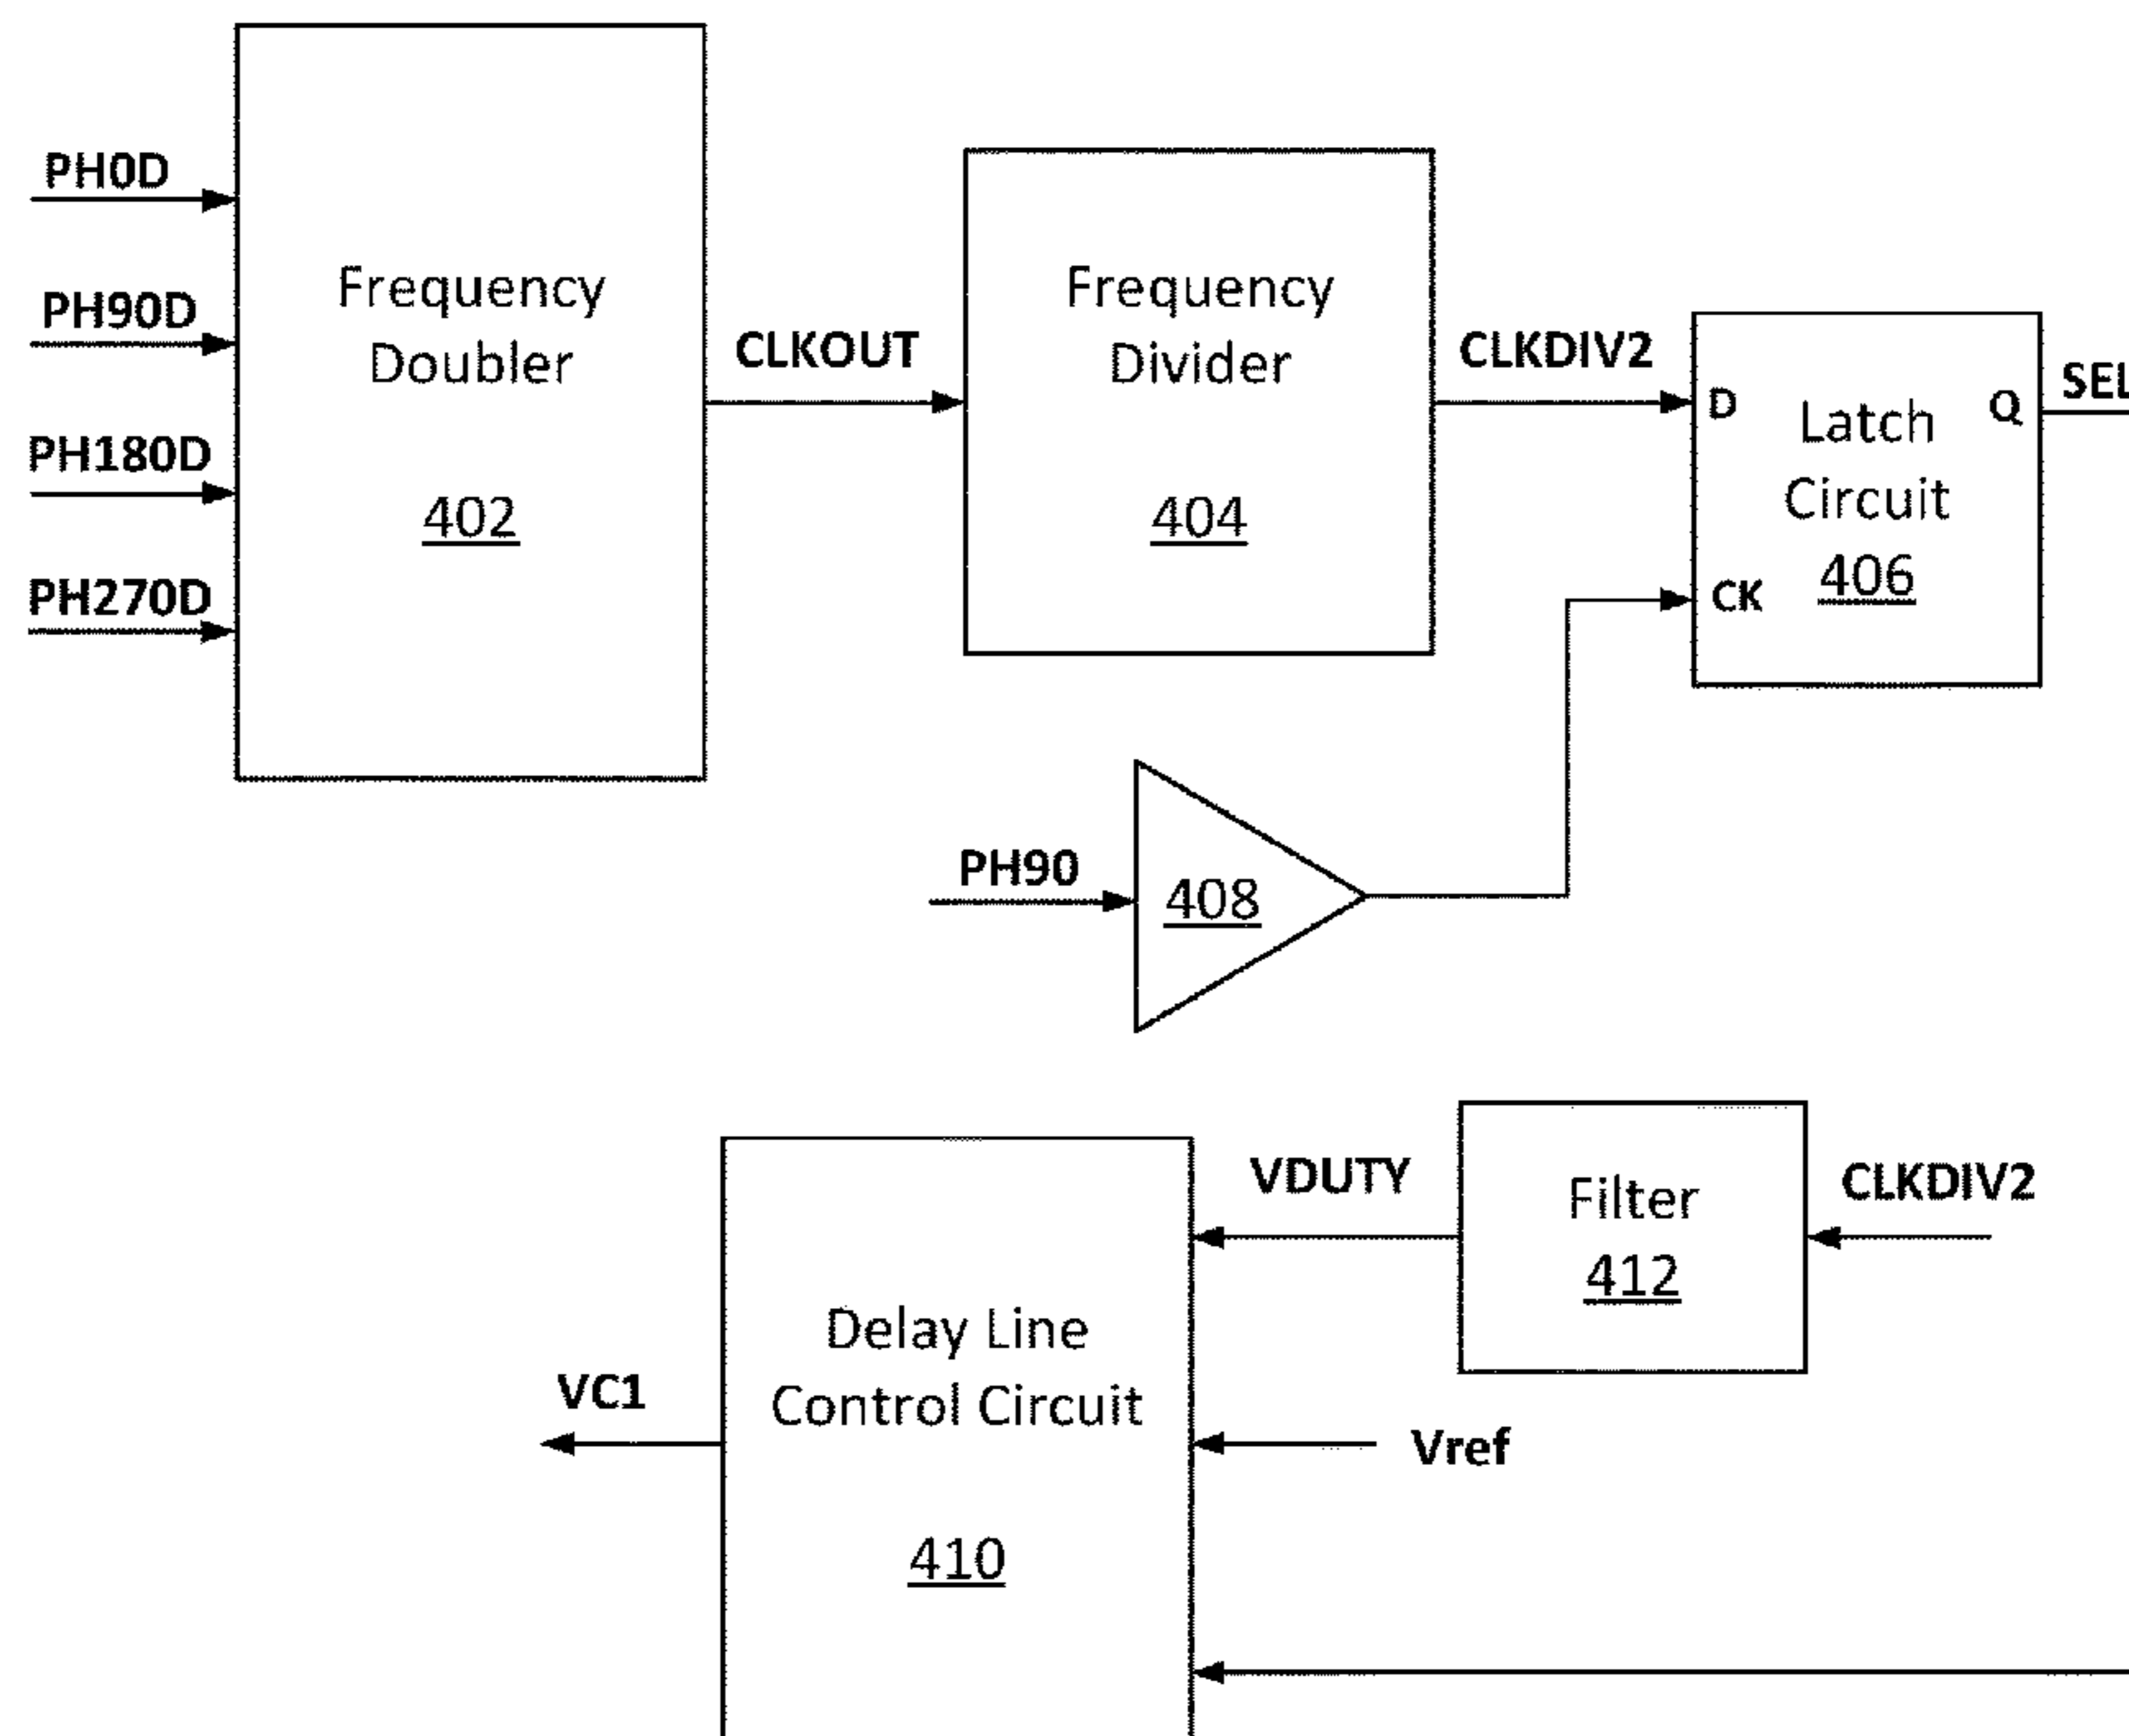 PH0D
PH90D
PH180D
PH270D
Frequency
Doubler
402
CLKOUT
Frequency
Divider
404
CLKDIV2
D
Latch
Circuit
406
Q
CK
SEL
PH90
408
VC1
Delay Line
Control Circuit
410
VDUTY
Vref
Filter
412
CLKDIV2